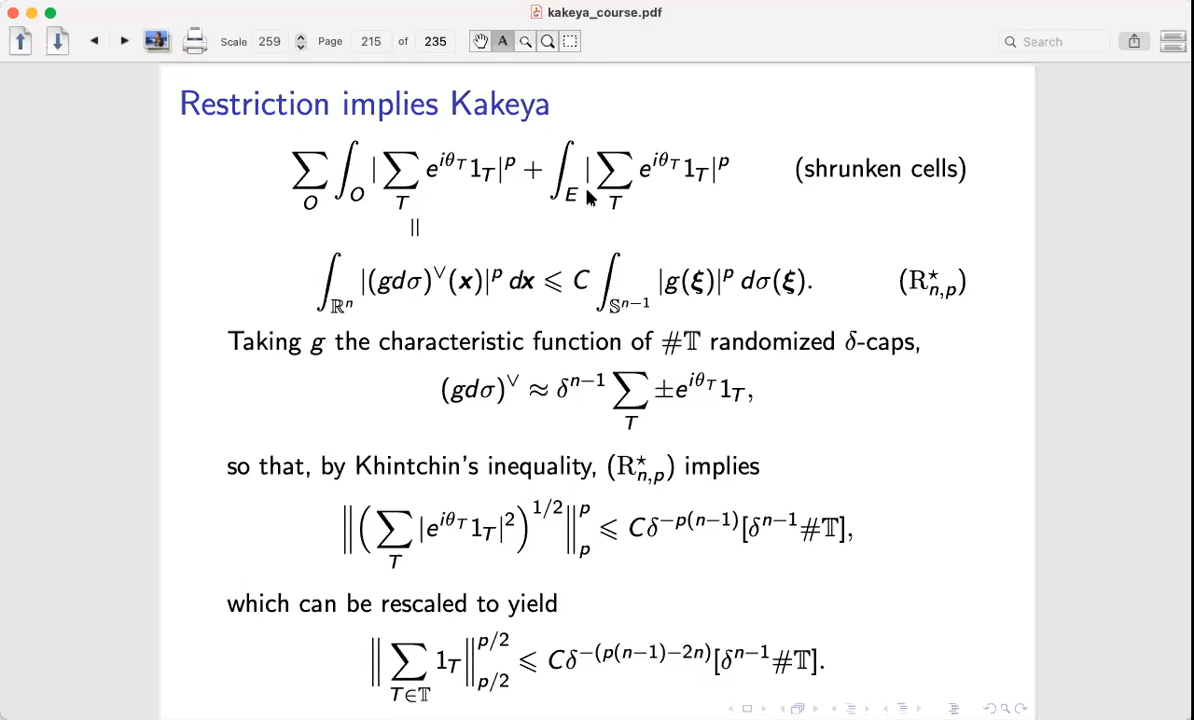 kakeya_course.pdf
Scale 259 Page 215 of 235 A Search
Restriction implies Kakeya
∑_O ∫_O |∑_T e^{iθ_T} 1_T|^p + ∫_E |∑_T e^{iθ_T} 1_T|^p (shrunken cells)
||
∫_{ℝ^n} |(gdσ)^∨(x)|^p dx ⩽ C ∫_{𝕊^{n−1}} |g(ξ)|^p dσ(ξ). (R^⋆_{n,p})
Taking g the characteristic function of #𝕋 randomized δ-caps,
(gdσ)^∨ ≈ δ^{n−1} ∑_T ±e^{iθ_T} 1_T,
so that, by Khintchin's inequality, (R^⋆_{n,p}) implies
‖(∑_T |e^{iθ_T} 1_T|^2)^{1/2}‖_p^p ⩽ Cδ^{−p(n−1)}[δ^{n−1}#𝕋],
which can be rescaled to yield
‖∑_{T∈𝕋} 1_T‖_{p/2}^{p/2} ⩽ Cδ^{−(p(n−1)−2n)}[δ^{n−1}#𝕋].